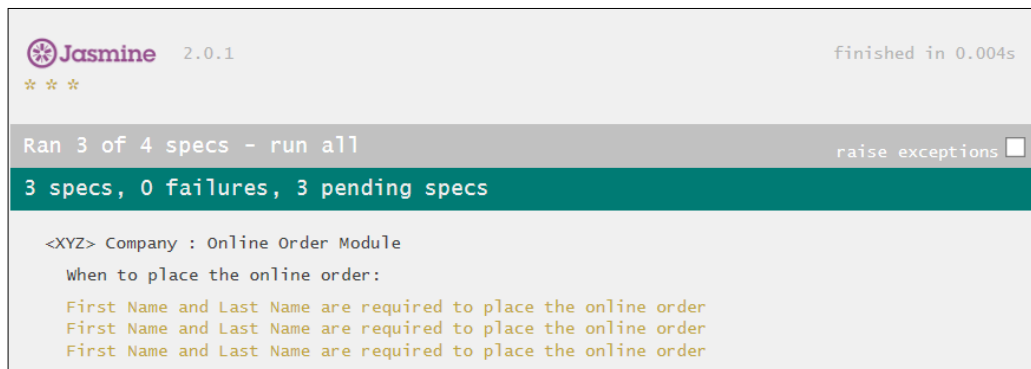 Jasmine 2.0.1 finished in 0.004s
* * *
Ran 3 of 4 specs - run all raise exceptions
3 specs, 0 failures, 3 pending specs
<XYZ> Company : Online Order Module
When to place the online order:
First Name and Last Name are required to place the online order
First Name and Last Name are required to place the online order
First Name and Last Name are required to place the online order